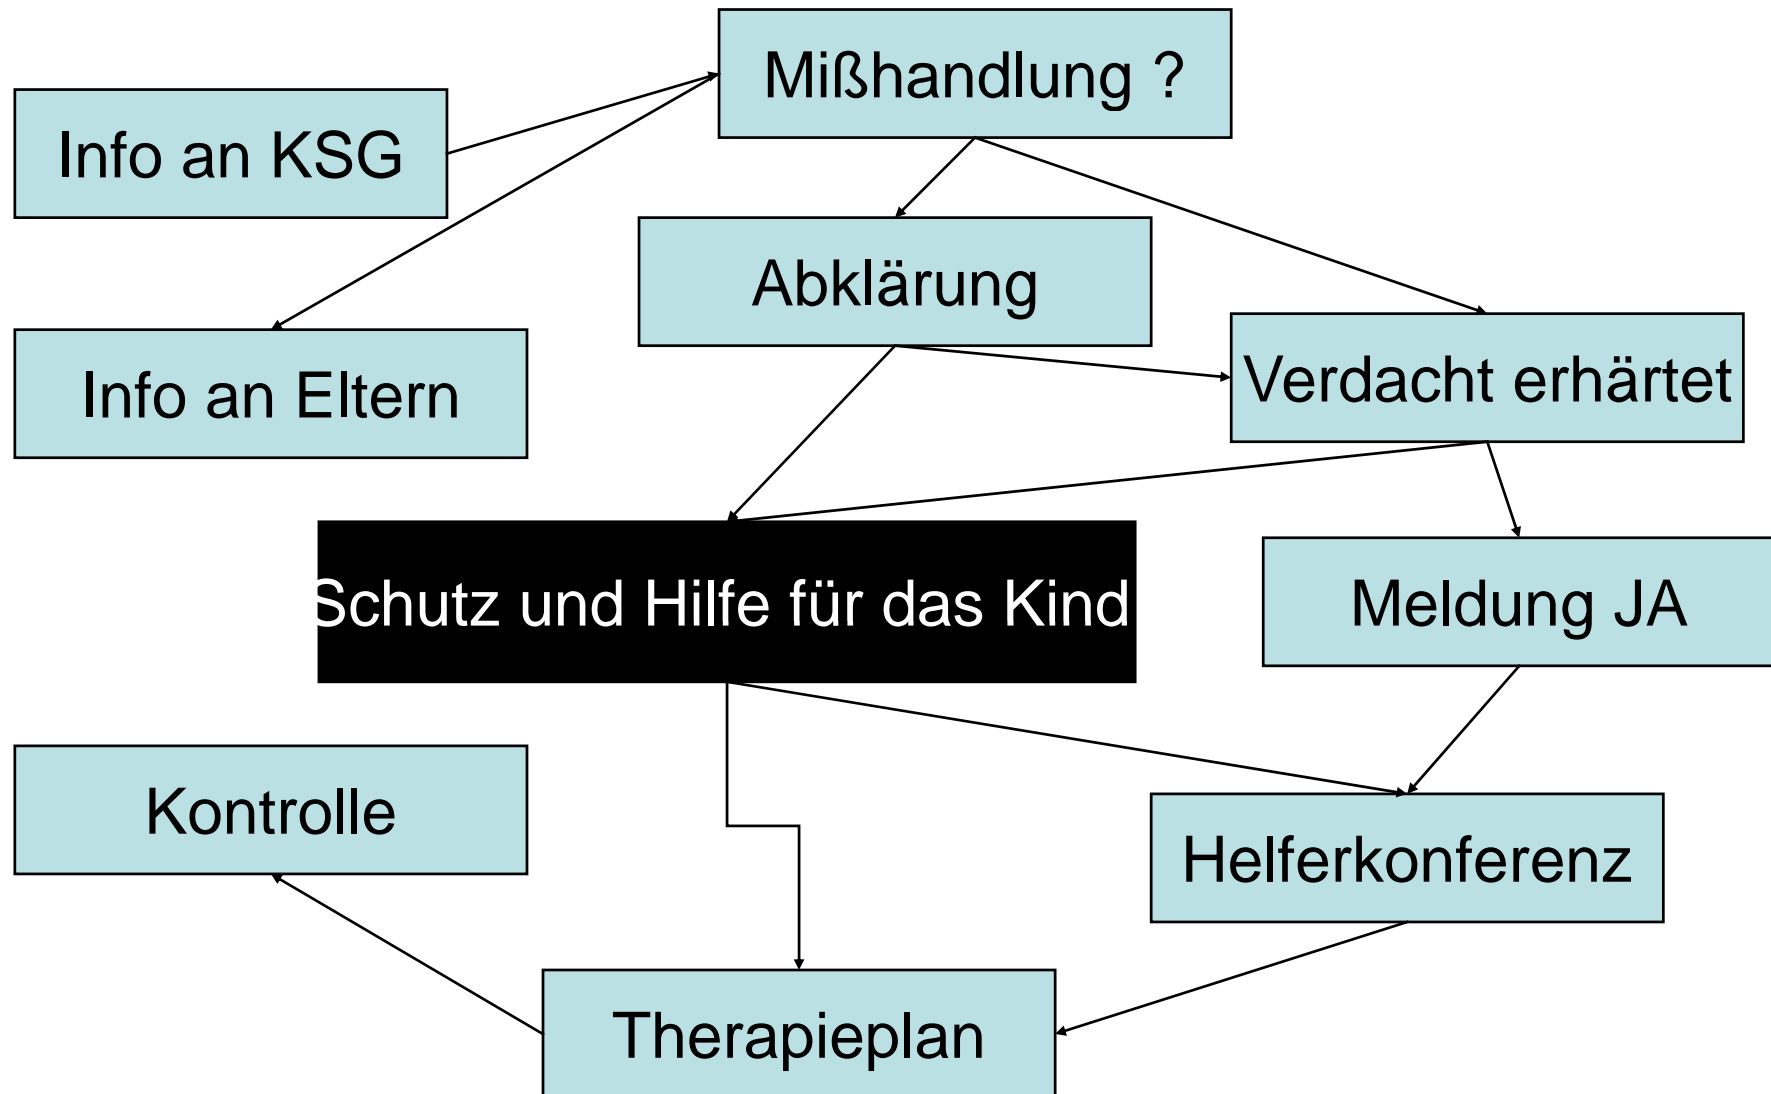 Mißhandlung ?
Info an KSG
Abklärung
Info an Eltern
Verdacht erhärtet
Schutz und Hilfe für das Kind
Meldung JA
Kontrolle
Helferkonferenz
Therapieplan